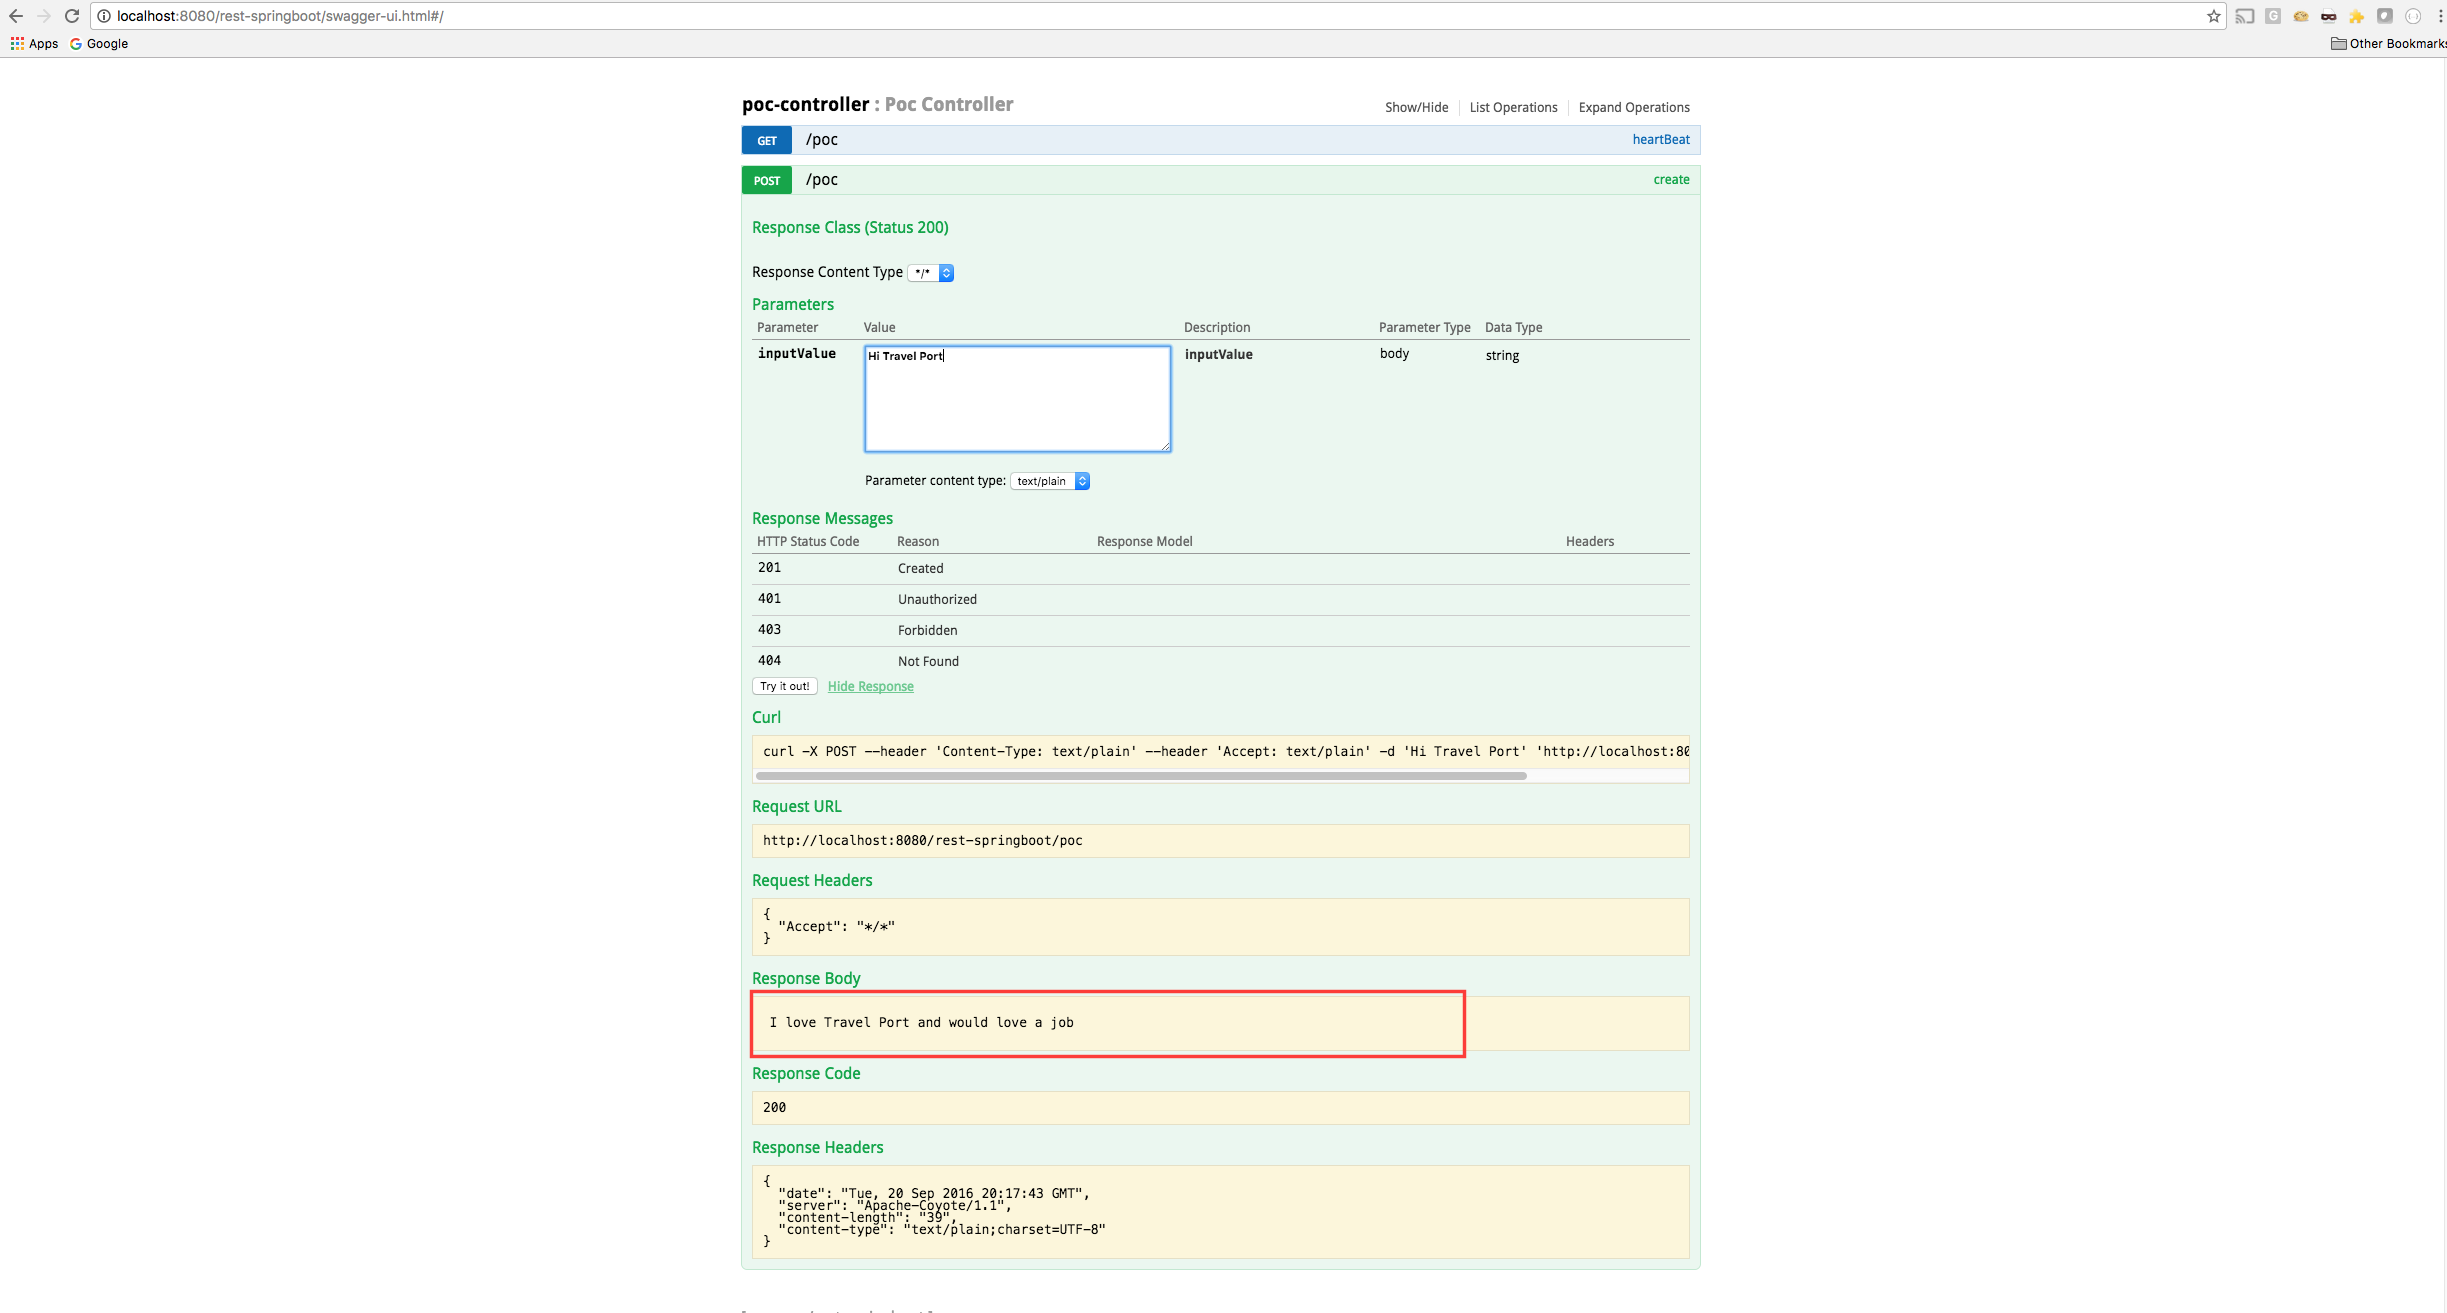 localhost:8080/rest-springboot/swagger-ui.html#/
Apps Google Other Bookmarks
poc-controller : Poc Controller Show/Hide List Operations Expand Operations
GET /poc heartBeat
POST /poc create
Response Class (Status 200)
Response Content Type */*
Parameters
Parameter Value Description Parameter Type Data Type
inputValue Hi Travel Port inputValue body string
Parameter content type: text/plain
Response Messages
HTTP Status Code Reason Response Model Headers
201 Created
401 Unauthorized
403 Forbidden
404 Not Found
Try it out! Hide Response
Curl
curl -X POST --header 'Content-Type: text/plain' --header 'Accept: text/plain' -d 'Hi Travel Port' 'http://localhost:80
Request URL
http://localhost:8080/rest-springboot/poc
Request Headers
{
"Accept": "*/*"
}
Response Body
I love Travel Port and would love a job
Response Code
200
Response Headers
{
"date": "Tue, 20 Sep 2016 20:17:43 GMT",
"server": "Apache-Coyote/1.1",
"content-length": "39",
"content-type": "text/plain;charset=UTF-8"
}